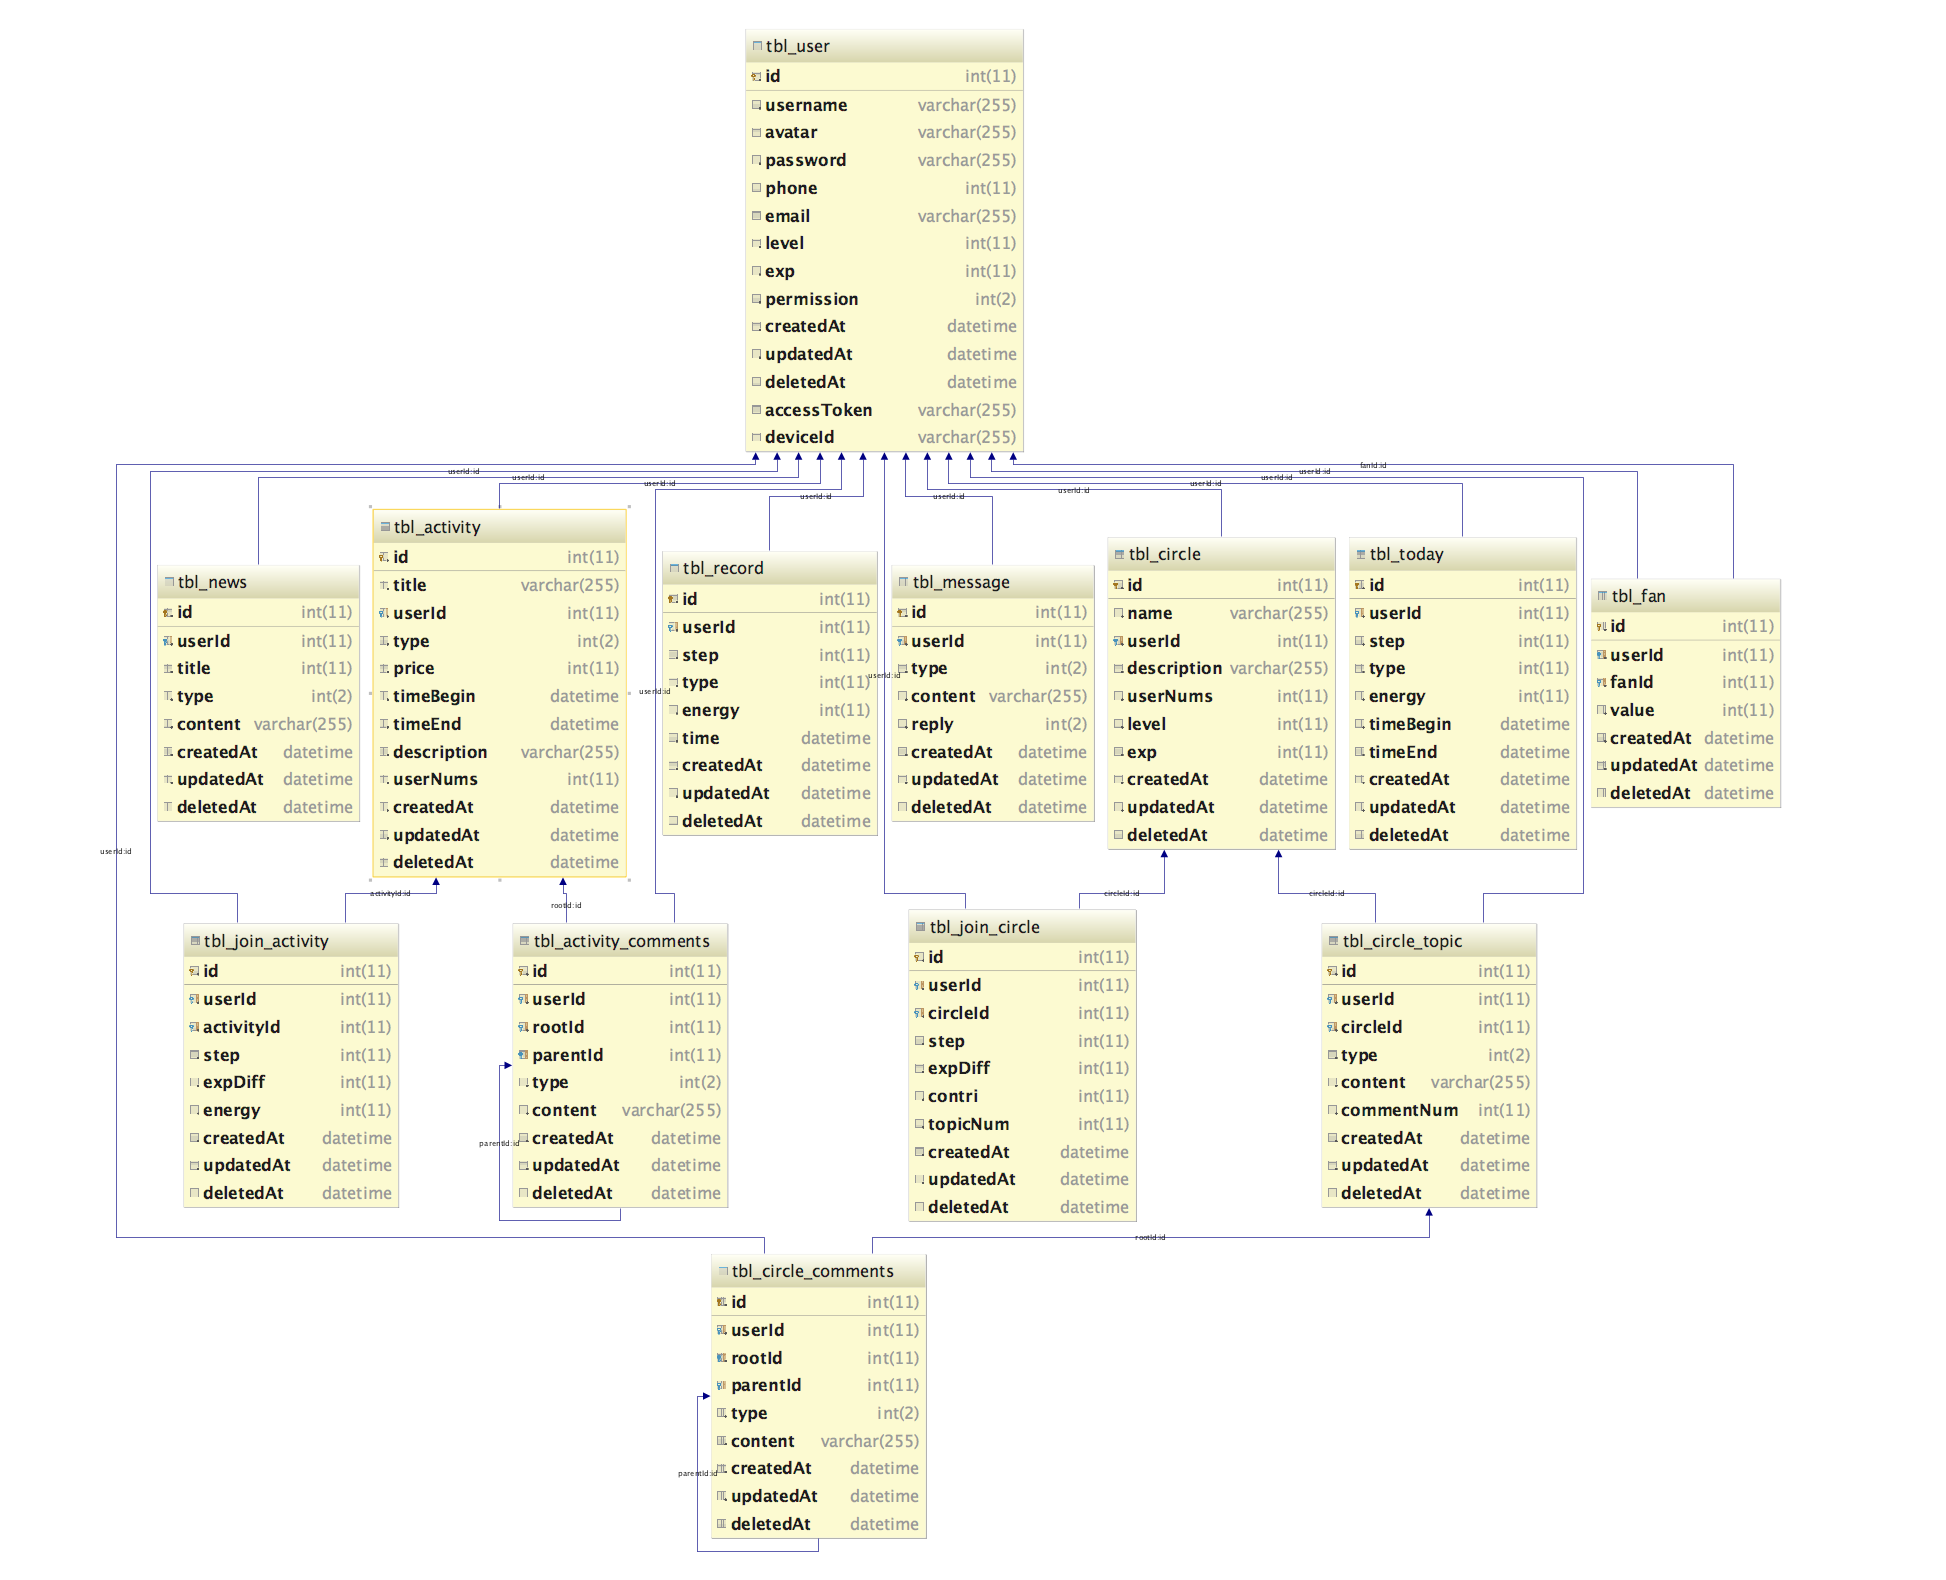 tbl_user
id int(11)
username varchar(255)
avatar varchar(255)
password varchar(255)
phone int(11)
email varchar(255)
level int(11)
exp int(11)
permission int(2)
createdAt datetime
updatedAt datetime
deletedAt datetime
accessToken varchar(255)
deviceId varchar(255)
fanId:id
userId:id
userId:id
userId:id
userId:id
userId:id
userId:id
userId:id
userId:id
userId:id
tbl_news
id int(11)
userId int(11)
title int(11)
type int(2)
content varchar(255)
createdAt datetime
updatedAt datetime
deletedAt datetime
tbl_activity
id int(11)
title varchar(255)
userId int(11)
type int(2)
price int(11)
timeBegin datetime
timeEnd datetime
description varchar(255)
userNums int(11)
createdAt datetime
updatedAt datetime
deletedAt datetime
userId:id
tbl_record
id int(11)
userId int(11)
step int(11)
type int(11)
energy int(11)
time datetime
createdAt datetime
updatedAt datetime
deletedAt datetime
userId:id
tbl_message
id int(11)
userId int(11)
type int(2)
content varchar(255)
reply int(2)
createdAt datetime
updatedAt datetime
deletedAt datetime
tbl_circle
id int(11)
name varchar(255)
userId int(11)
description varchar(255)
userNums int(11)
level int(11)
exp int(11)
createdAt datetime
updatedAt datetime
deletedAt datetime
tbl_today
id int(11)
userId int(11)
step int(11)
type int(11)
energy int(11)
timeBegin datetime
timeEnd datetime
createdAt datetime
updatedAt datetime
deletedAt datetime
tbl_fan
id int(11)
userId int(11)
fanId int(11)
value int(11)
createdAt datetime
updatedAt datetime
deletedAt datetime
userId:id
activityId:id
rootId:id
circleId:id
circleId:id
tbl_join_activity
id int(11)
userId int(11)
activityId int(11)
step int(11)
expDiff int(11)
energy int(11)
createdAt datetime
updatedAt datetime
deletedAt datetime
tbl_activity_comments
id int(11)
userId int(11)
rootId int(11)
parentId int(11)
type int(2)
content varchar(255)
createdAt datetime
updatedAt datetime
deletedAt datetime
parentId:id
tbl_join_circle
id int(11)
userId int(11)
circleId int(11)
step int(11)
expDiff int(11)
contri int(11)
topicNum int(11)
createdAt datetime
updatedAt datetime
deletedAt datetime
tbl_circle_topic
id int(11)
userId int(11)
circleId int(11)
type int(2)
content varchar(255)
commentNum int(11)
createdAt datetime
updatedAt datetime
deletedAt datetime
rootId:id
tbl_circle_comments
id int(11)
userId int(11)
rootId int(11)
parentId int(11)
type int(2)
content varchar(255)
createdAt datetime
updatedAt datetime
deletedAt datetime
parentId:id